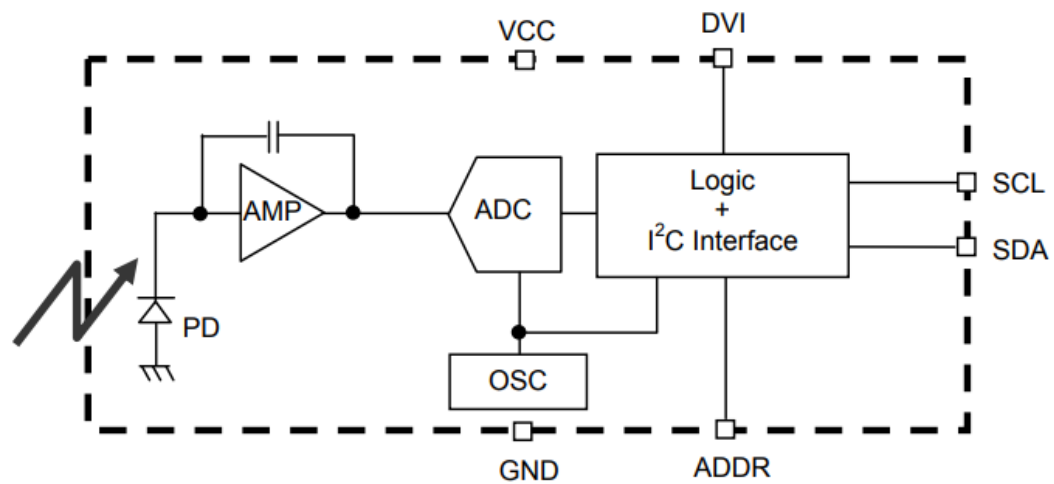 VCC
DVI
AMP
ADC
Logic
+
I²C Interface
SCL
SDA
PD
OSC
GND
ADDR